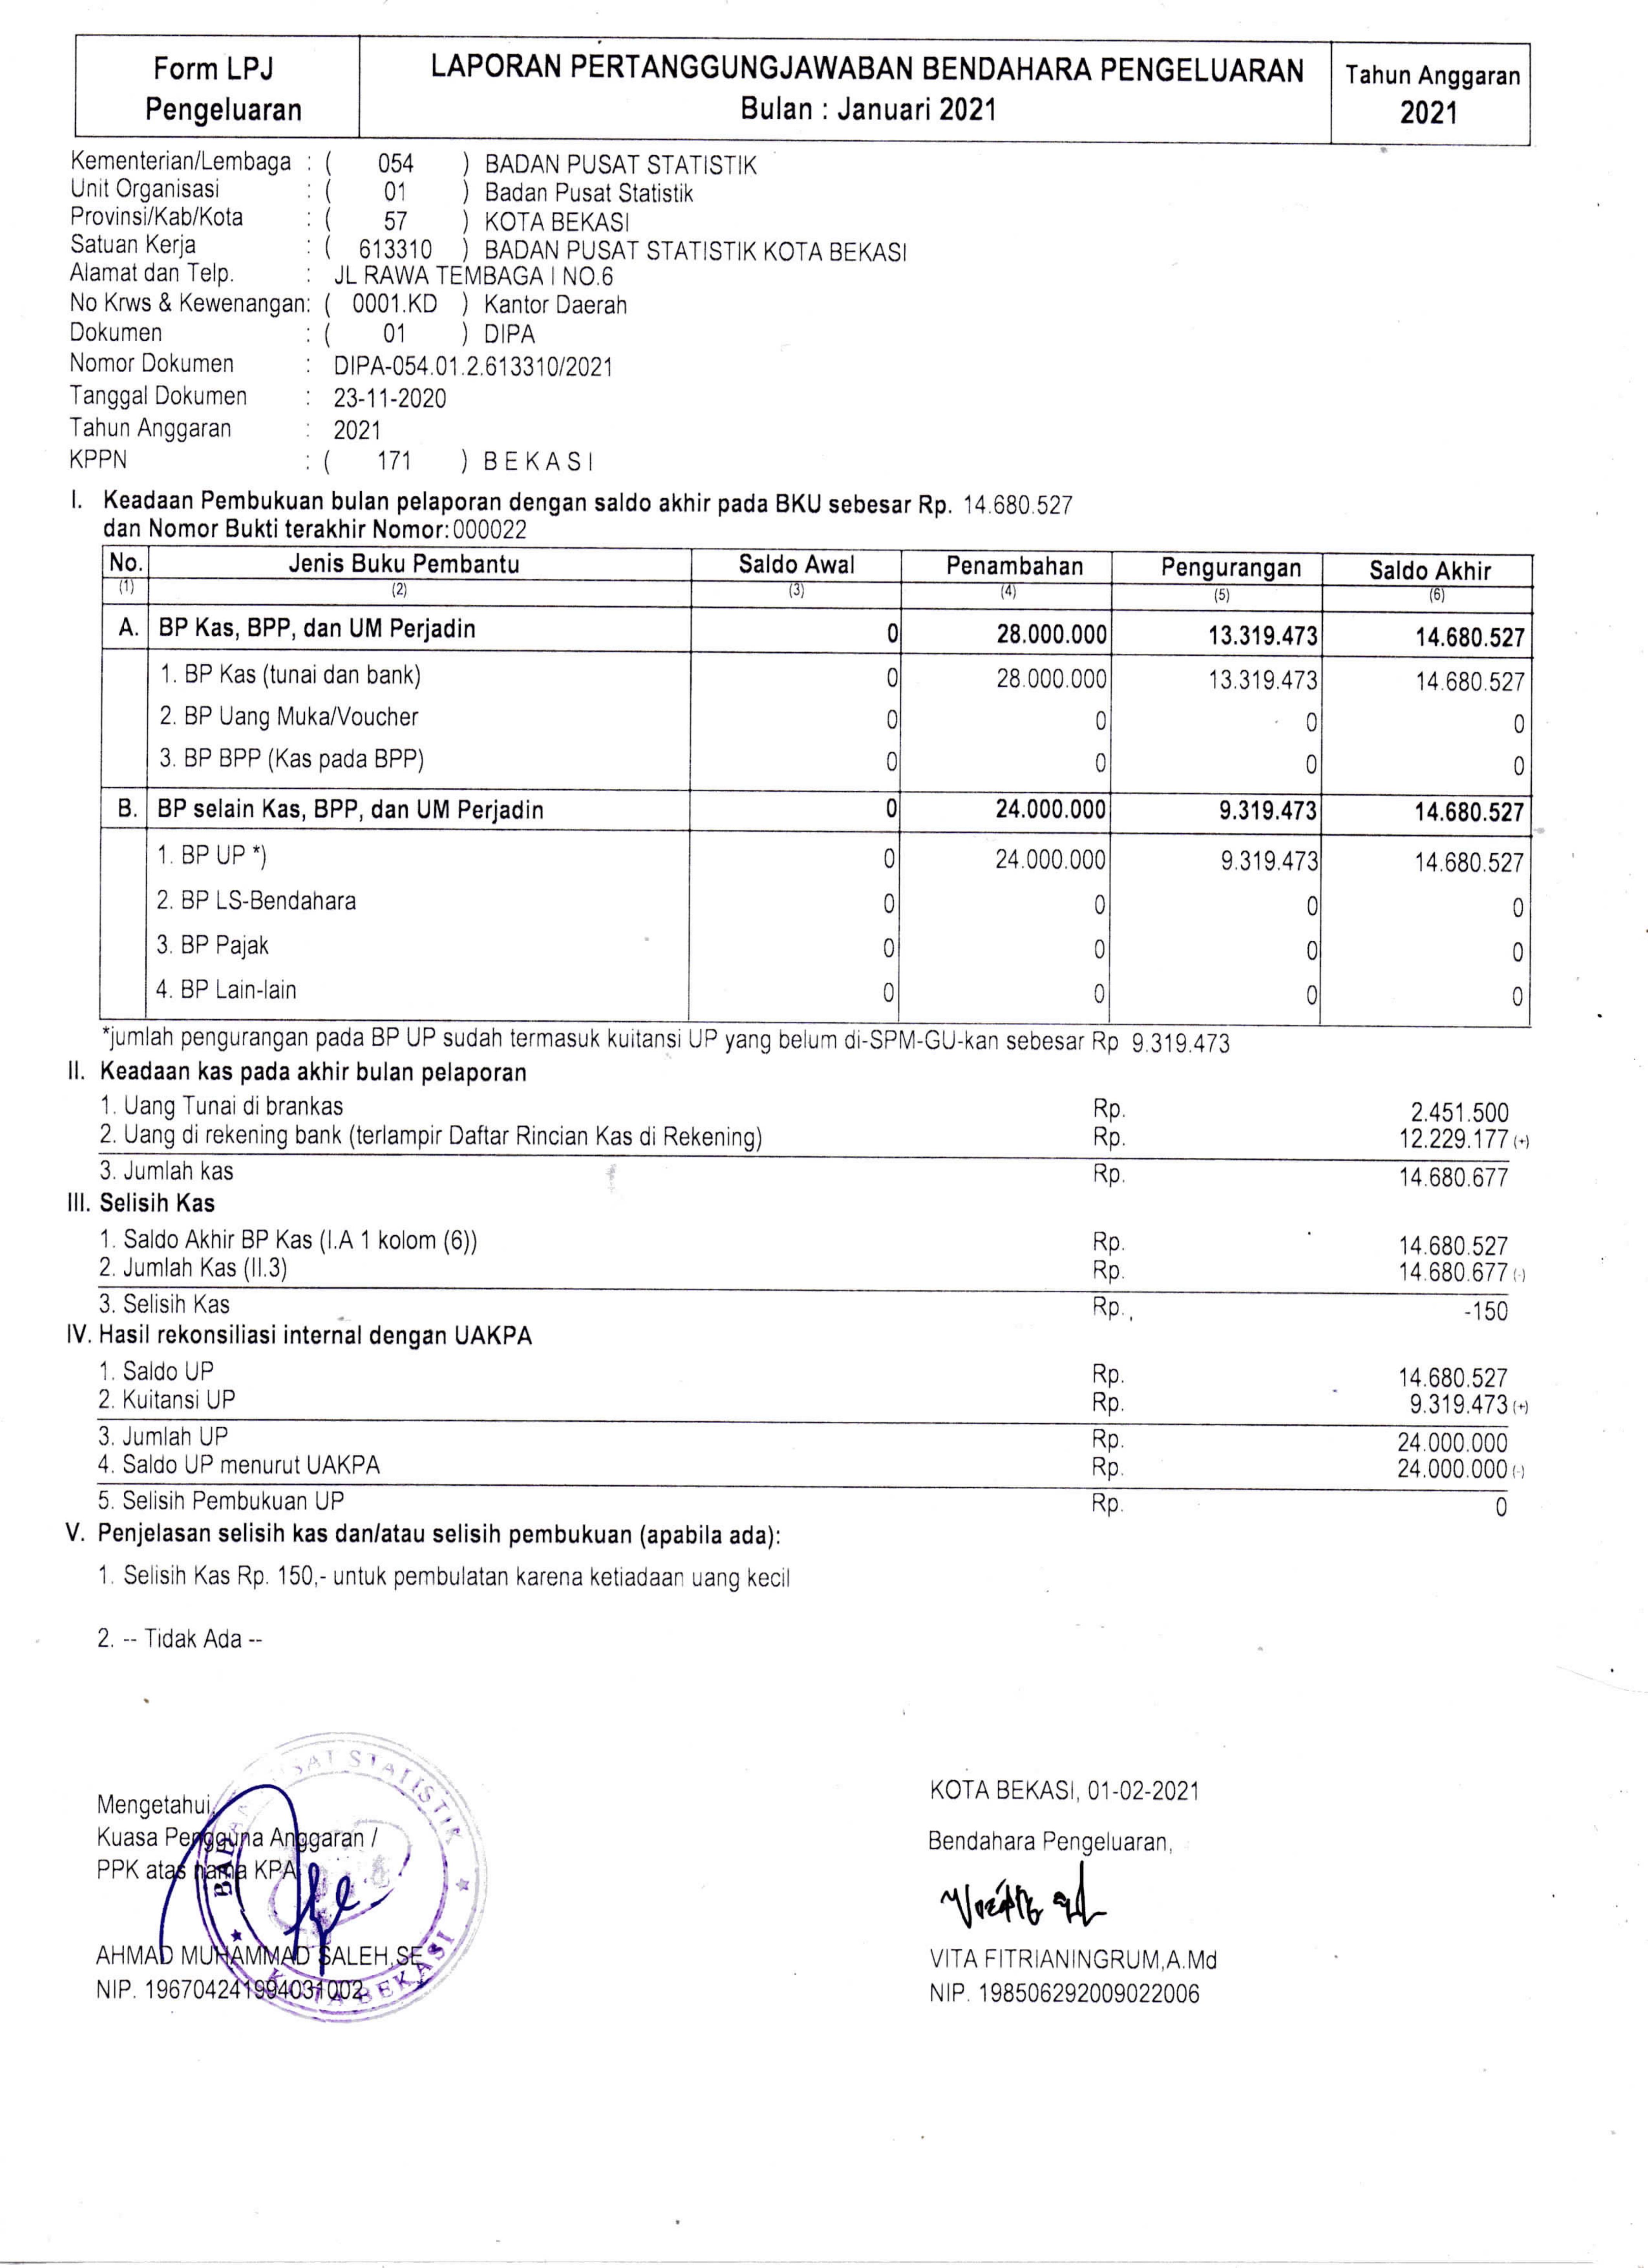 Form LPJ
Pengeluaran
LAPORAN PERTANGGUNGJAWABAN BENDAHARA PENGELUARAN
Bulan : Januari 2021
Tahun Anggaran
2021
Kementerian/Lembaga : ( 054 ) BADAN PUSAT STATISTIK
Unit Organisasi : ( 01 ) Badan Pusat Statistik
Provinsi/Kab/Kota : ( 57 ) KOTA BEKASI
Satuan Kerja : ( 613310 ) BADAN PUSAT STATISTIK KOTA BEKASI
Alamat dan Telp. : JL RAWA TEMBAGA I NO.6
No Krws & Kewenangan: ( 0001.KD ) Kantor Daerah
Dokumen : ( 01 ) DIPA
Nomor Dokumen : DIPA-054.01.2.613310/2021
Tanggal Dokumen : 23-11-2020
Tahun Anggaran : 2021
KPPN : ( 171 ) B E K A S I
I. Keadaan Pembukuan bulan pelaporan dengan saldo akhir pada BKU sebesar Rp. 14.680.527
dan Nomor Bukti terakhir Nomor:000022
No. Jenis Buku Pembantu Saldo Awal Penambahan Pengurangan Saldo Akhir
(1) (2) (3) (4) (5) (6)
A. BP Kas, BPP, dan UM Perjadin 0 28.000.000 13.319.473 14.680.527
1. BP Kas (tunai dan bank) 0 28.000.000 13.319.473 14.680.527
2. BP Uang Muka/Voucher 0 0 0 0
3. BP BPP (Kas pada BPP) 0 0 0 0
B. BP selain Kas, BPP, dan UM Perjadin 0 24.000.000 9.319.473 14.680.527
1. BP UP *) 0 24.000.000 9.319.473 14.680.527
2. BP LS-Bendahara 0 0 0 0
3. BP Pajak 0 0 0 0
4. BP Lain-lain 0 0 0 0
*jumlah pengurangan pada BP UP sudah termasuk kuitansi UP yang belum di-SPM-GU-kan sebesar Rp 9.319.473
II. Keadaan kas pada akhir bulan pelaporan
1. Uang Tunai di brankas Rp. 2.451.500
2. Uang di rekening bank (terlampir Daftar Rincian Kas di Rekening) Rp. 12.229.177 (+)
3. Jumlah kas Rp. 14.680.677
III. Selisih Kas
1. Saldo Akhir BP Kas (I.A 1 kolom (6)) Rp. 14.680.527
2. Jumlah Kas (II.3) Rp. 14.680.677 (-)
3. Selisih Kas Rp. -150
IV. Hasil rekonsiliasi internal dengan UAKPA
1. Saldo UP Rp. 14.680.527
2. Kuitansi UP Rp. 9.319.473 (+)
3. Jumlah UP Rp. 24.000.000
4. Saldo UP menurut UAKPA Rp. 24.000.000 (-)
5. Selisih Pembukuan UP Rp. 0
V. Penjelasan selisih kas dan/atau selisih pembukuan (apabila ada):
1. Selisih Kas Rp. 150,- untuk pembulatan karena ketiadaan uang kecil
2. -- Tidak Ada --
KOTA BEKASI, 01-02-2021
Mengetahui,
Kuasa Pengguna Anggaran /
PPK atas nama KPA
Bendahara Pengeluaran,
AHMAD MUHAMMAD SALEH,SE
NIP. 196704241994031002
VITA FITRIANINGRUM,A.Md
NIP. 198506292009022006
STATISTIK
KOTA BEKASI